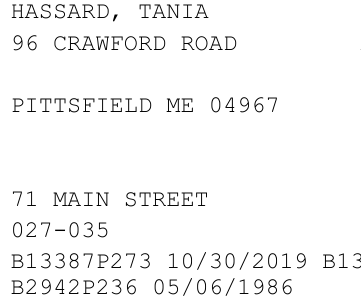 HASSARD, TANIA
96 CRAWFORD ROAD
PITTSFIELD ME 04967
71 MAIN STREET
027-035
B13387P273 10/30/2019 B13
B2942P236 05/06/1986